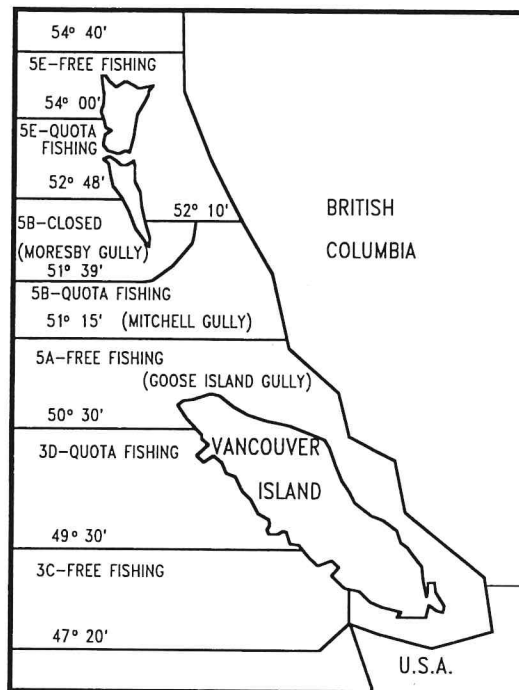 54° 40'
5E-FREE FISHING
54° 00'
5E-QUOTA
FISHING
52° 48'
52° 10'
5B-CLOSED
(MORESBY GULLY)
51° 39'
5B-QUOTA FISHING
51° 15' (MITCHELL GULLY)
5A-FREE FISHING
(GOOSE ISLAND GULLY)
50° 30'
3D-QUOTA FISHING
49° 30'
3C-FREE FISHING
47° 20'
BRITISH
COLUMBIA
VANCOUVER
ISLAND
U.S.A.